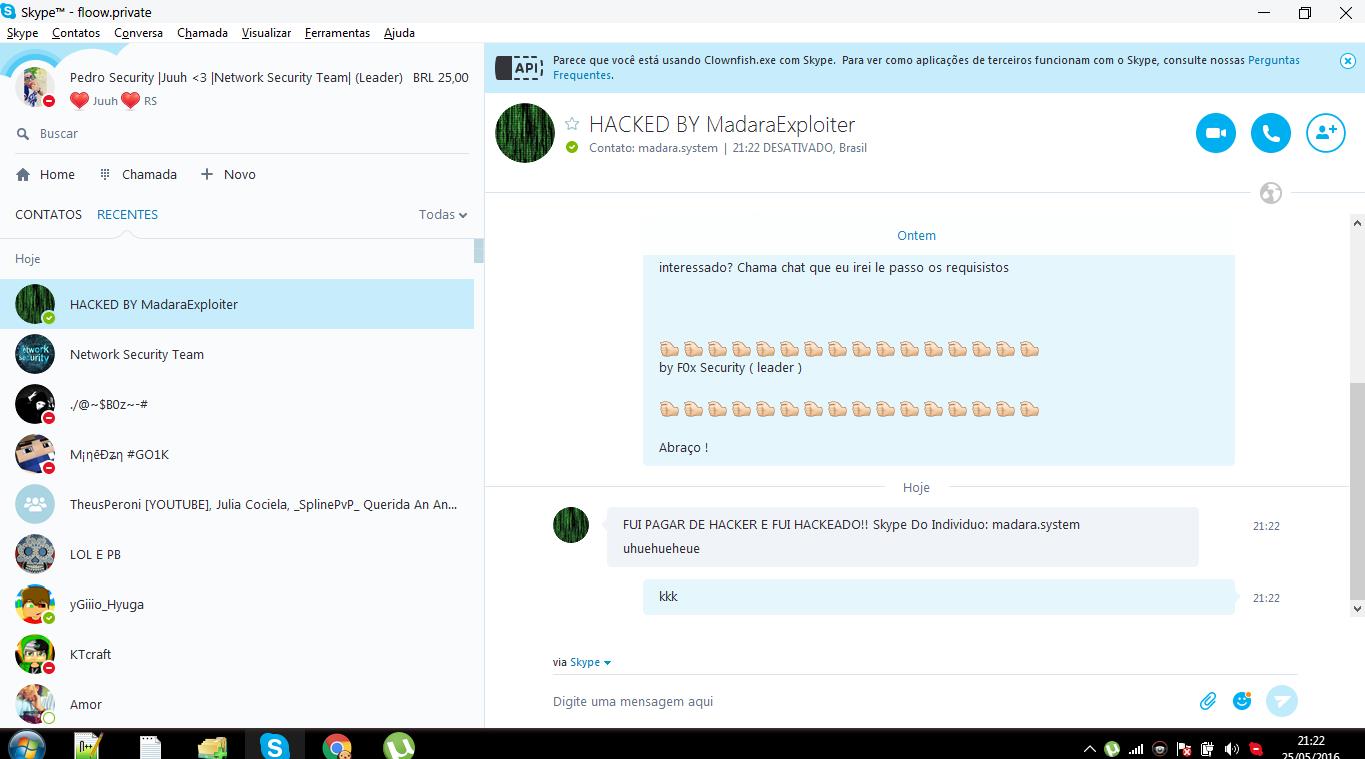 Skype™ - floow.private
Skype Contatos Conversa Chamada Visualizar Ferramentas Ajuda
Pedro Security |Juuh <3 |Network Security Team| (Leader) BRL 25,00
Juuh RS
Buscar
Home Chamada Novo
CONTATOS RECENTES Todas
Hoje
HACKED BY MadaraExploiter
Network Security Team
./@~$B0z~-#
M¡ηêĐʑη #GO1K
TheusPeroni [YOUTUBE], Julia Cociela, _SplinePvP_ Querida An An...
LOL E PB
yGiiio_Hyuga
KTcraft
Amor
API
Parece que você está usando Clownfish.exe com Skype. Para ver como aplicações de terceiros funcionam com o Skype, consulte nossas Perguntas
Frequentes.
HACKED BY MadaraExploiter
Contato: madara.system | 21:22 DESATIVADO, Brasil
Ontem
interessado? Chama chat que eu irei le passo os requisistos
by F0x Security ( leader )
Abraço !
Hoje
FUI PAGAR DE HACKER E FUI HACKEADO!! Skype Do Individuo: madara.system 21:22
uhuehueheue
kkk 21:22
via Skype
Digite uma mensagem aqui
21:22
25/05/2016